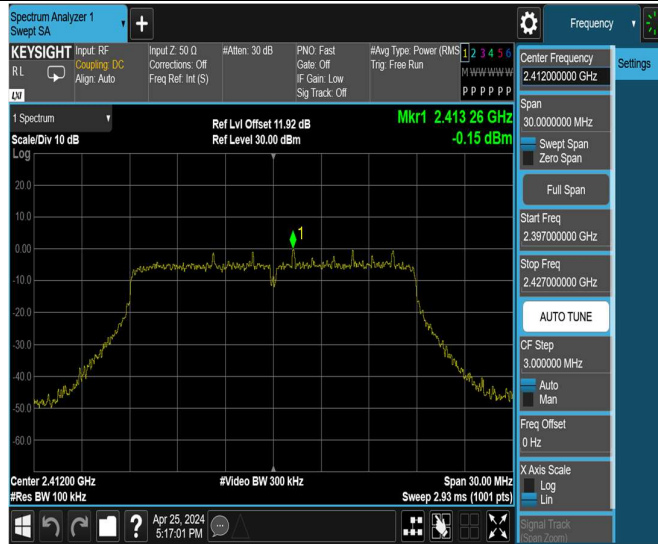 Spectrum Analyzer 1
Swept SA
Frequency
KEYSIGHT
R L
LXI
Input: RF
Coupling: DC
Align: Auto
Input Z: 50 Ω
Corrections: Off
Freq Ref: Int (S)
#Atten: 30 dB
PNO: Fast
Gate: Off
IF Gain: Low
Sig Track: Off
#Avg Type: Power (RMS
Trig: Free Run
1 2 3 4 5 6
M W W W W W
P P P P P P
Center Frequency
2.412000000 GHz
Settings
Span
30.0000000 MHz
Swept Span
Zero Span
Full Span
Start Freq
2.397000000 GHz
Stop Freq
2.427000000 GHz
AUTO TUNE
CF Step
3.000000 MHz
Auto
Man
Freq Offset
0 Hz
X Axis Scale
Log
Lin
Signal Track
(Span Zoom)
1 Spectrum
Scale/Div 10 dB
Ref Lvl Offset 11.92 dB
Ref Level 30.00 dBm
Mkr1 2.413 26 GHz
-0.15 dBm
Log
20.0
10.0
0.00
-10.0
-20.0
-30.0
-40.0
-50.0
-60.0
1
Center 2.41200 GHz
#Res BW 100 kHz
#Video BW 300 kHz
Span 30.00 MHz
Sweep 2.93 ms (1001 pts)
?
Apr 25, 2024
5:17:01 PM